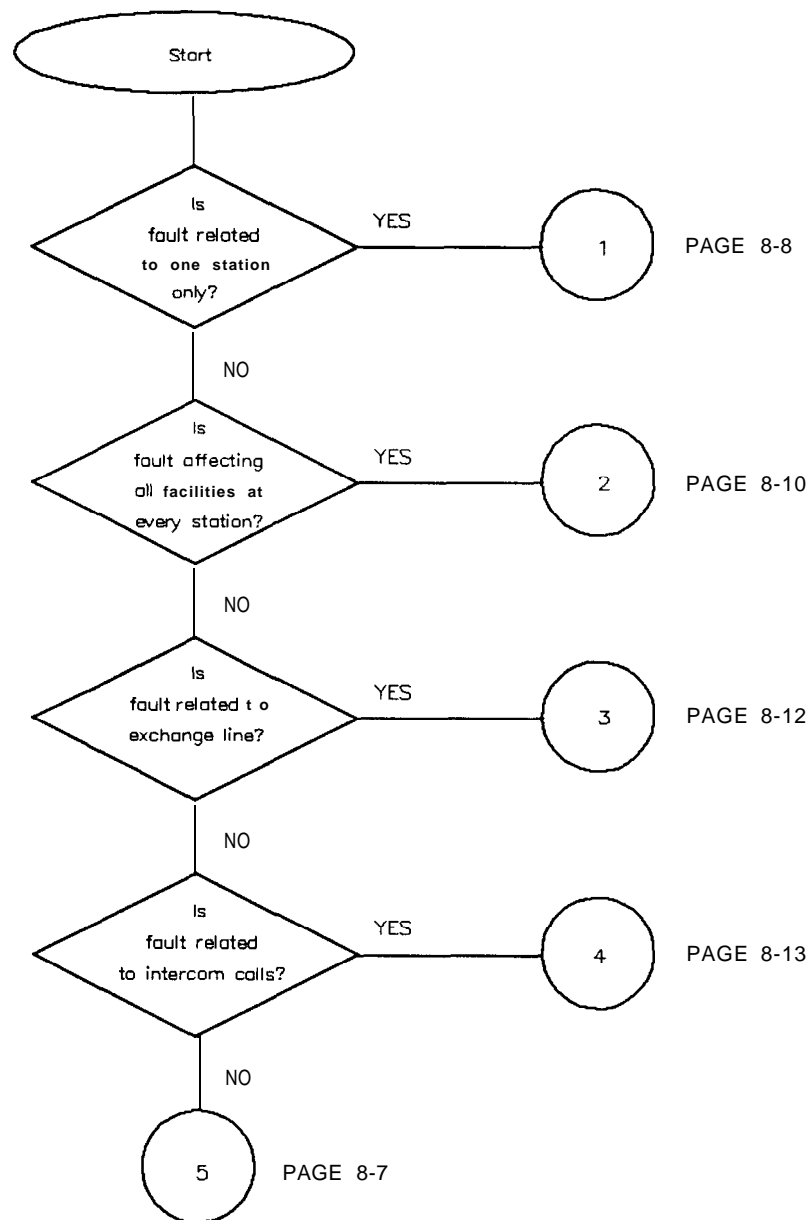 Start
Is
fault related
to one station
only?
YES
1
PAGE 8-8
NO
Is
fault affecting
all facilities at
every station?
YES
2
PAGE 8-10
NO
Is
fault related to
exchange line?
YES
3
PAGE 8-12
NO
Is
fault related
to intercom calls?
YES
4
PAGE 8-13
NO
5
PAGE 8-7